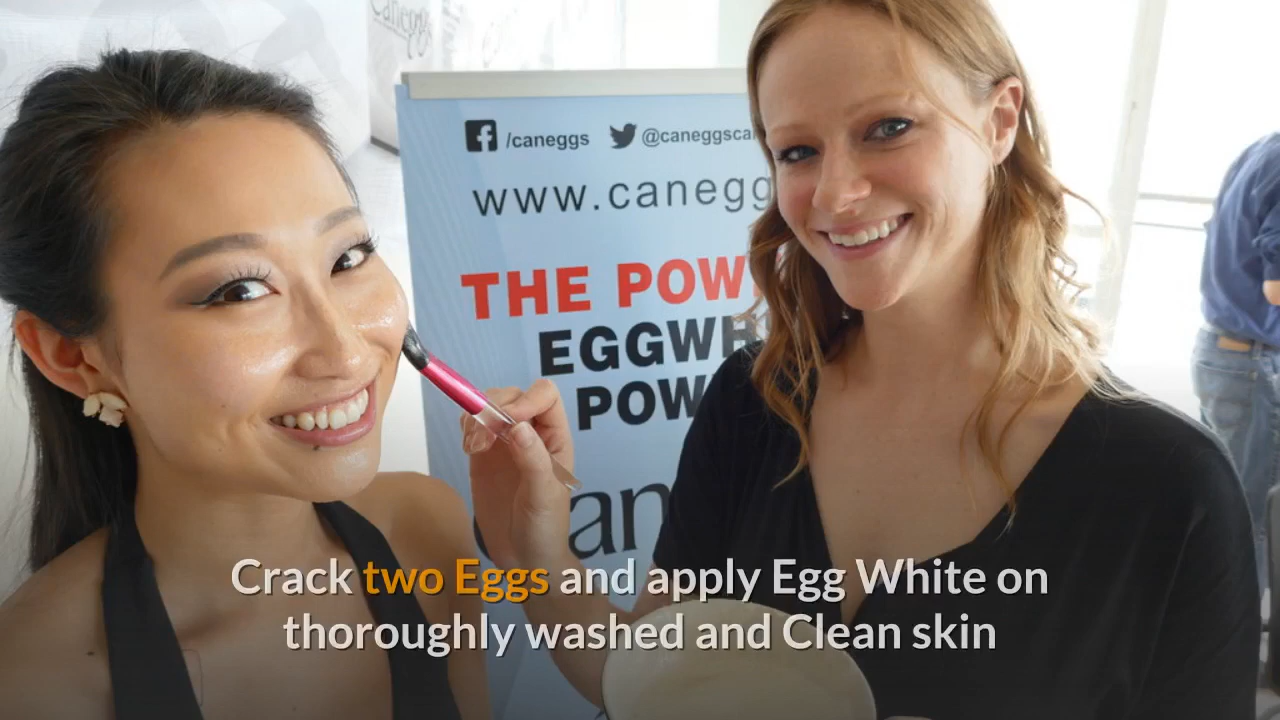 Caneggs
/caneggs @caneggsca
www.canegg
THE POW
EGGWH
POW
Can
Crack two Eggs and apply Egg White on
thoroughly washed and Clean skin